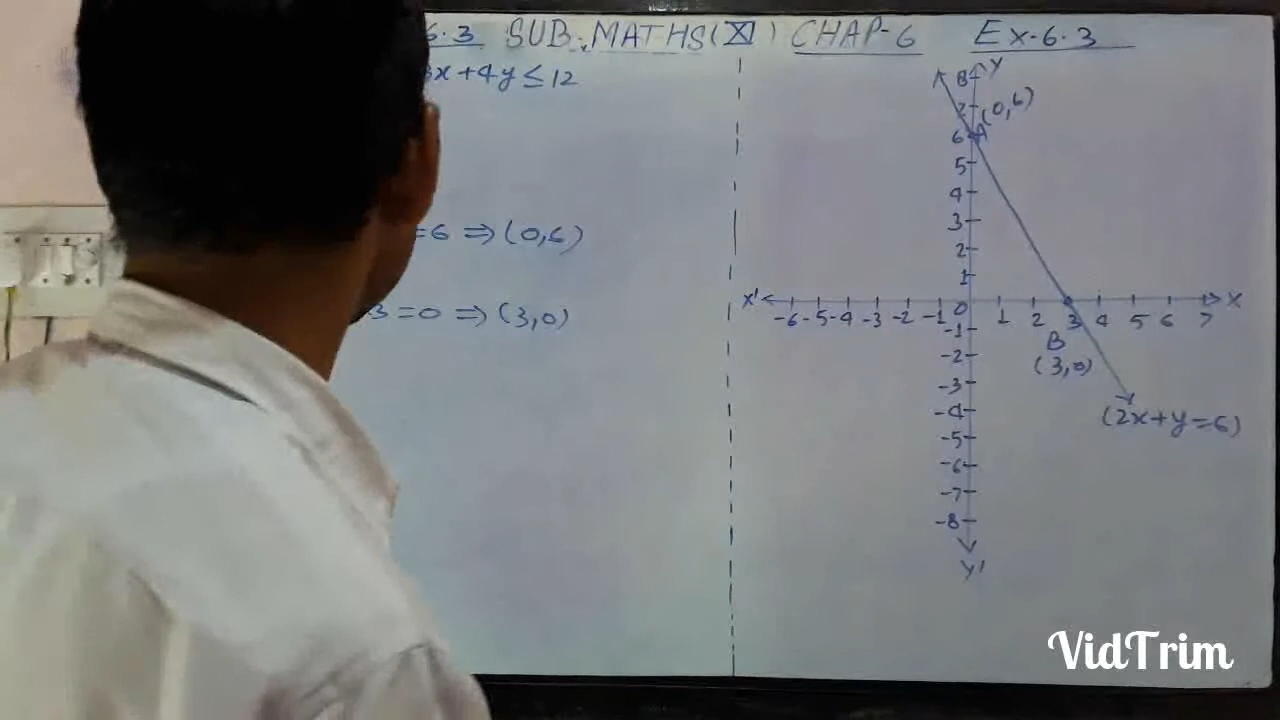 6.3 SUB. MATHS(XI) CHAP-6 Ex-6.3
3x+4y≤12
=6 ⇒ (0,6)
3=0 ⇒ (3,0)
Y
8
7 (0,6)
6 A
5
4
3
2
1
X' -6 -5 -4 -3 -2 -1 0 1 2 3 4 5 6 7 X
-1
B
-2
(3,0)
-3
-4
(2x+y=6)
-5
-6
-7
-8
Y'
VidTrim